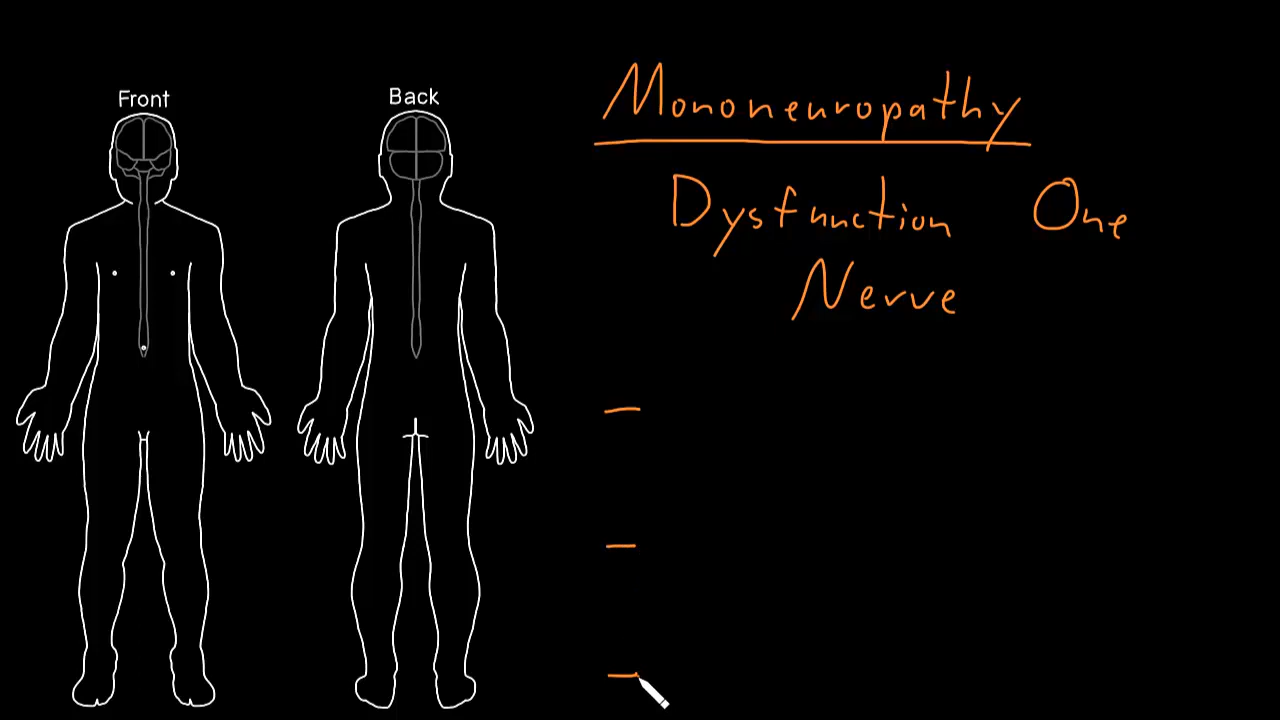 Front
Back
Mononeuropathy
Dysfunction One
Nerve
-
-
-